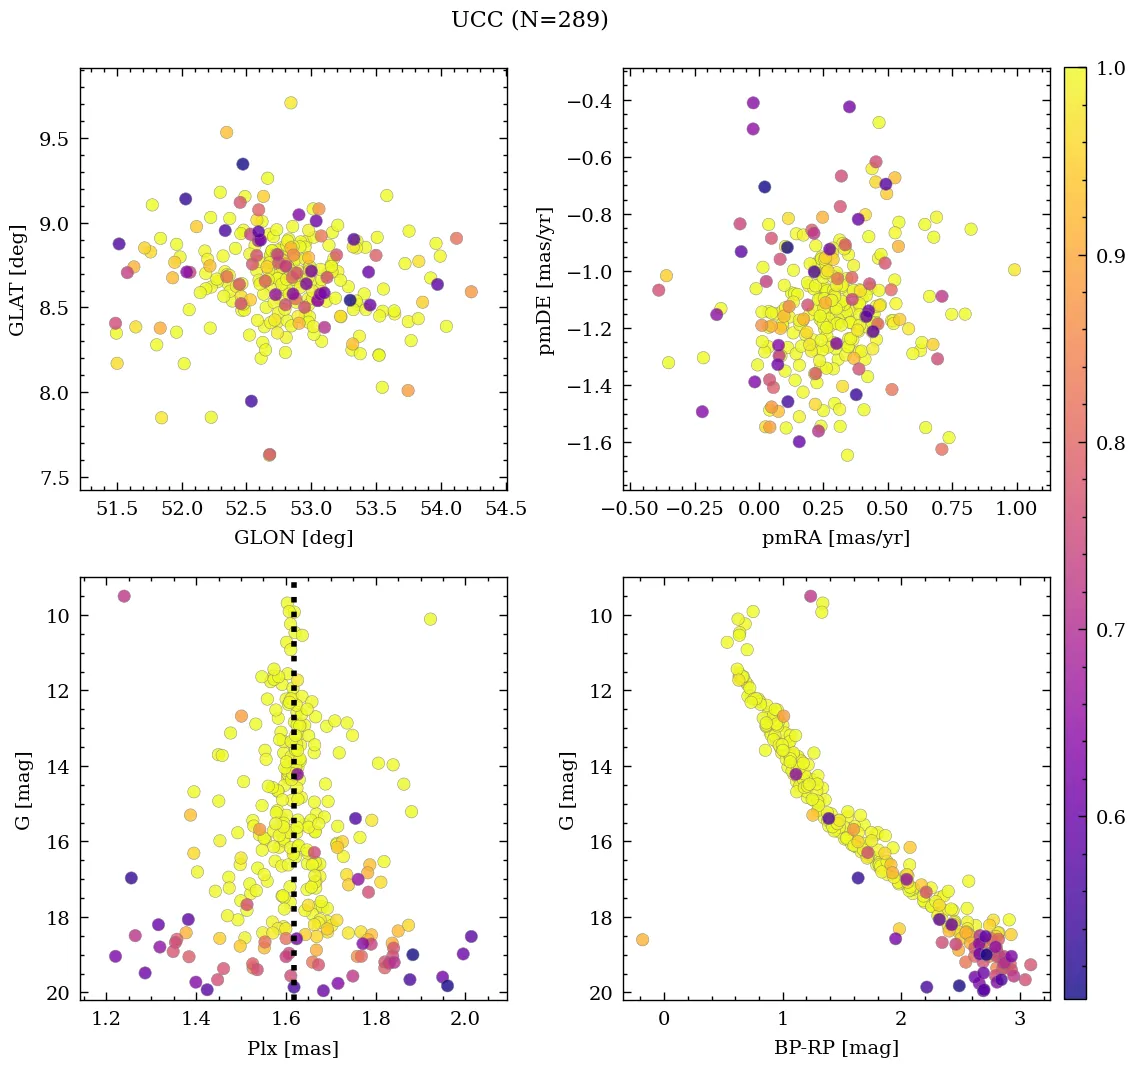 UCC (N=289)
9.5
9.0
8.5
8.0
7.5
GLAT [deg]
51.5 52.0 52.5 53.0 53.5 54.0 54.5
GLON [deg]
−0.4
−0.6
−0.8
−1.0
−1.2
−1.4
−1.6
pmDE [mas/yr]
−0.50 −0.25 0.00 0.25 0.50 0.75 1.00
pmRA [mas/yr]
1.0
0.9
0.8
0.7
0.6
10
12
14
16
18
20
G [mag]
1.2 1.4 1.6 1.8 2.0
Plx [mas]
10
12
14
16
18
20
G [mag]
0 1 2 3
BP-RP [mag]